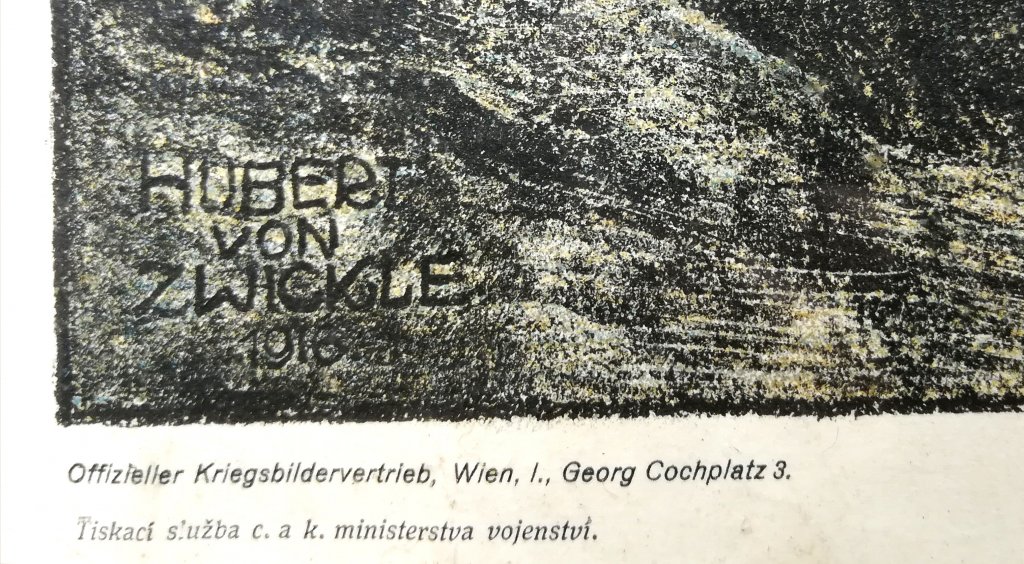 HUBERT
VON
ZWICKLE
1916
Offizieller Kriegsbildervertrieb, Wien, I., Georg Cochplatz 3.
Tiskací služba c. a k. ministerstva vojenství.